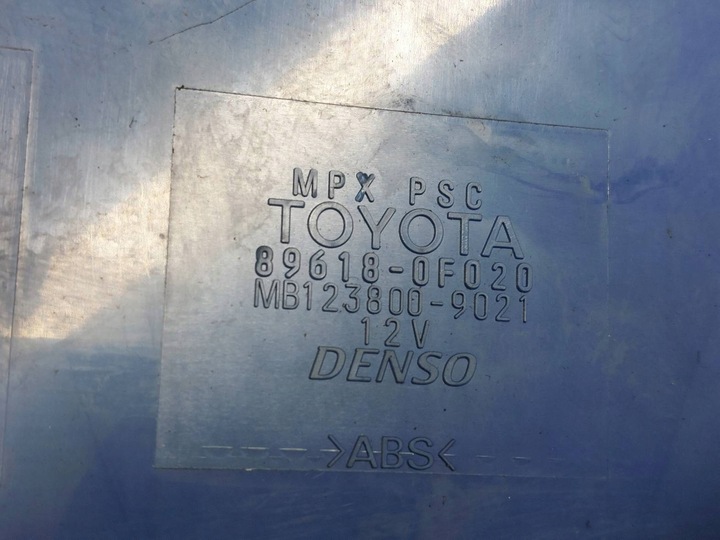 MPX PSC
TOYOTA
89618-0F020
MB123800-9021
12V
DENSO
>ABS<